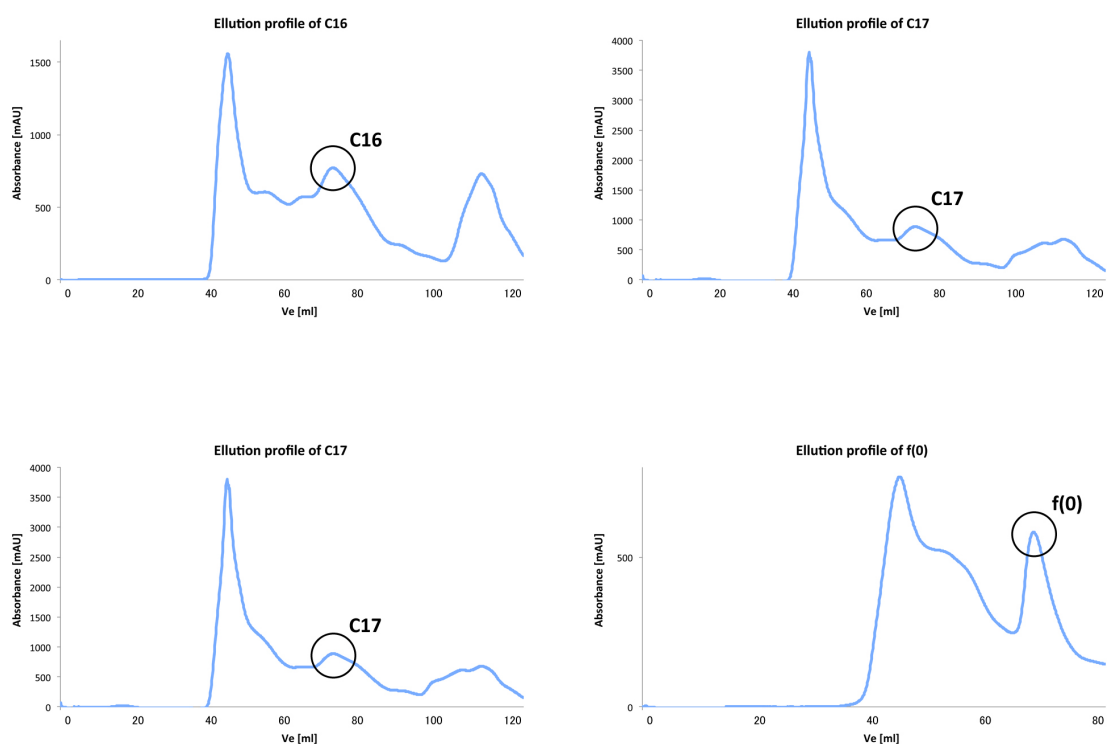 Ellution profile of C16
Absorbance [mAU]
1500
1000
500
0
C16
0 20 40 60 80 100 120
Ve [ml]
Ellution profile of C17
Absorbance [mAU]
4000
3500
3000
2500
2000
1500
1000
500
0
C17
0 20 40 60 80 100 120
Ve [ml]
Ellution profile of C17
Absorbance [mAU]
4000
3500
3000
2500
2000
1500
1000
500
0
C17
0 20 40 60 80 100 120
Ve [ml]
Ellution profile of f(0)
Absorbance [mAU]
500
0
f(0)
0 20 40 60 80
Ve [ml]